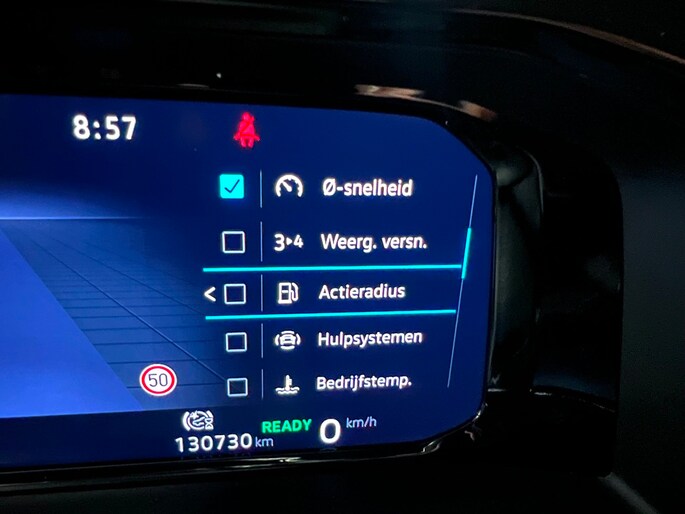 8:57
Ø-snelheid
3▸4 Weerg. versn.
< Actieradius
Hulpsystemen
50
Bedrijfstemp.
READY 0 km/h
130730 km